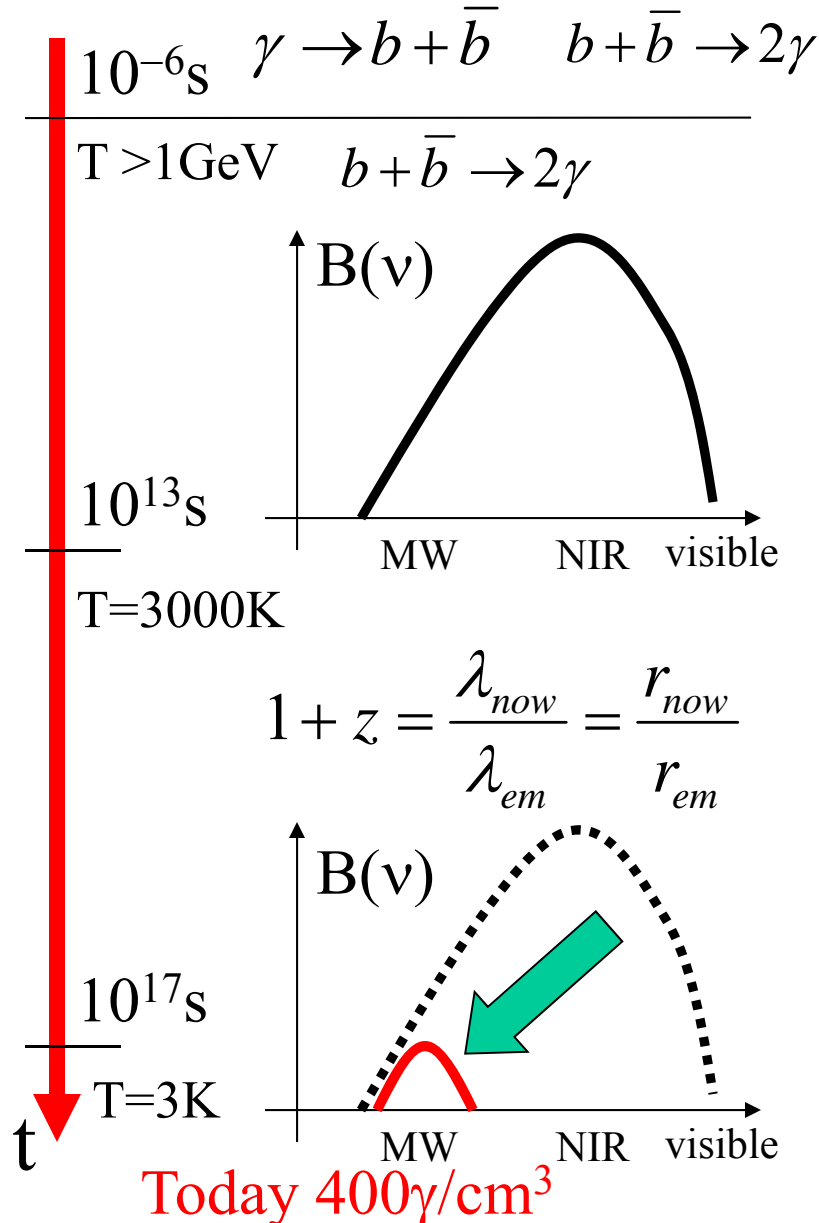 10⁻⁶s γ → b + b̅ b + b̅ → 2γ
T >1GeV b + b̅ → 2γ
B(ν)
10¹³s
MW NIR visible
T=3000K
1 + z = λ_now / λ_em = r_now / r_em
B(ν)
10¹⁷s
T=3K
t MW NIR visible
Today 400γ/cm³